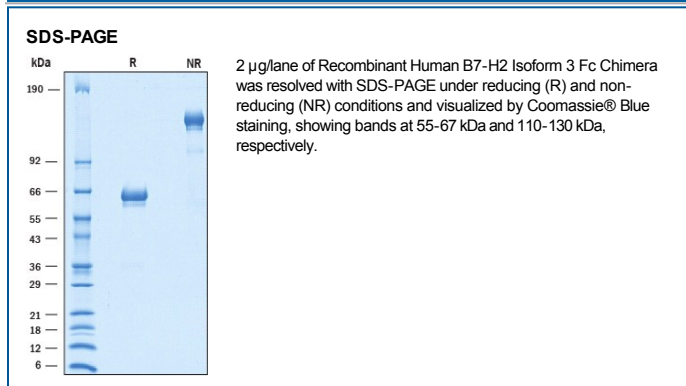 SDS-PAGE
kDa R NR
190
92
66
55
43
36
29
21
18
12
6
2 µg/lane of Recombinant Human B7-H2 Isoform 3 Fc Chimera
was resolved with SDS-PAGE under reducing (R) and non-
reducing (NR) conditions and visualized by Coomassie® Blue
staining, showing bands at 55-67 kDa and 110-130 kDa,
respectively.